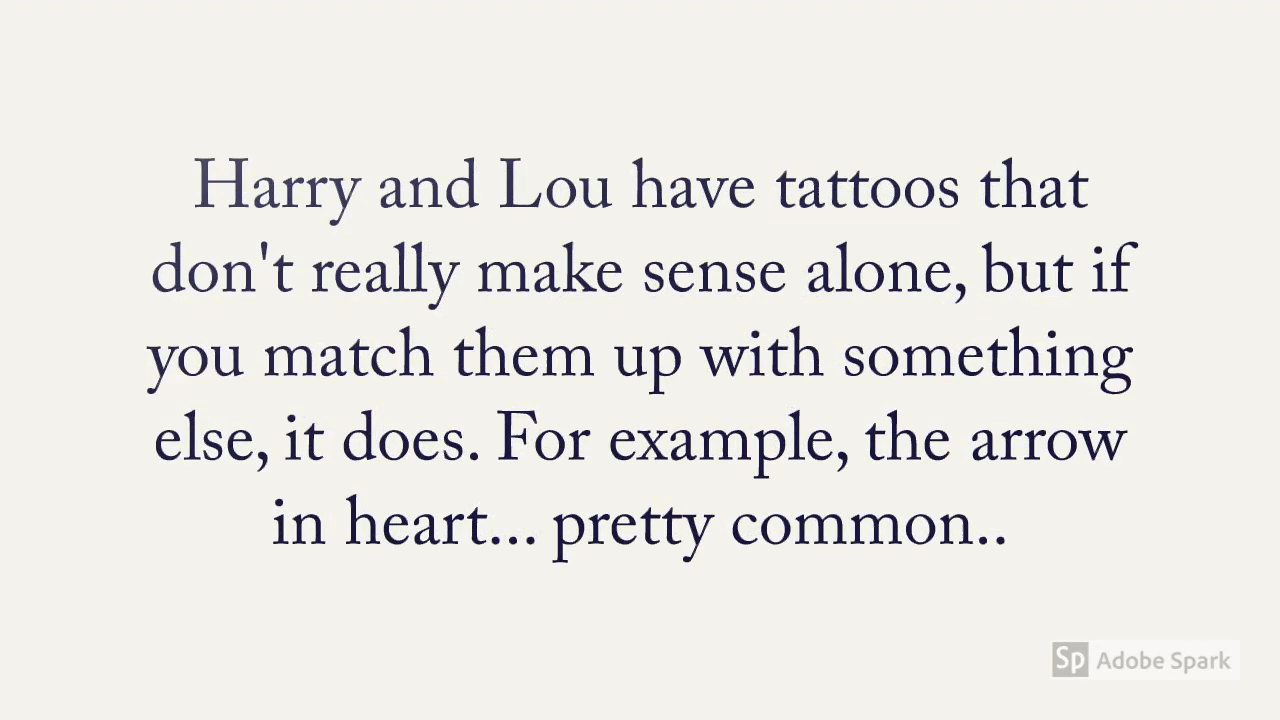 Harry and Lou have tattoos that
don't really make sense alone, but if
you match them up with something
else, it does. For example, the arrow
in heart... pretty common..
Sp Adobe Spark